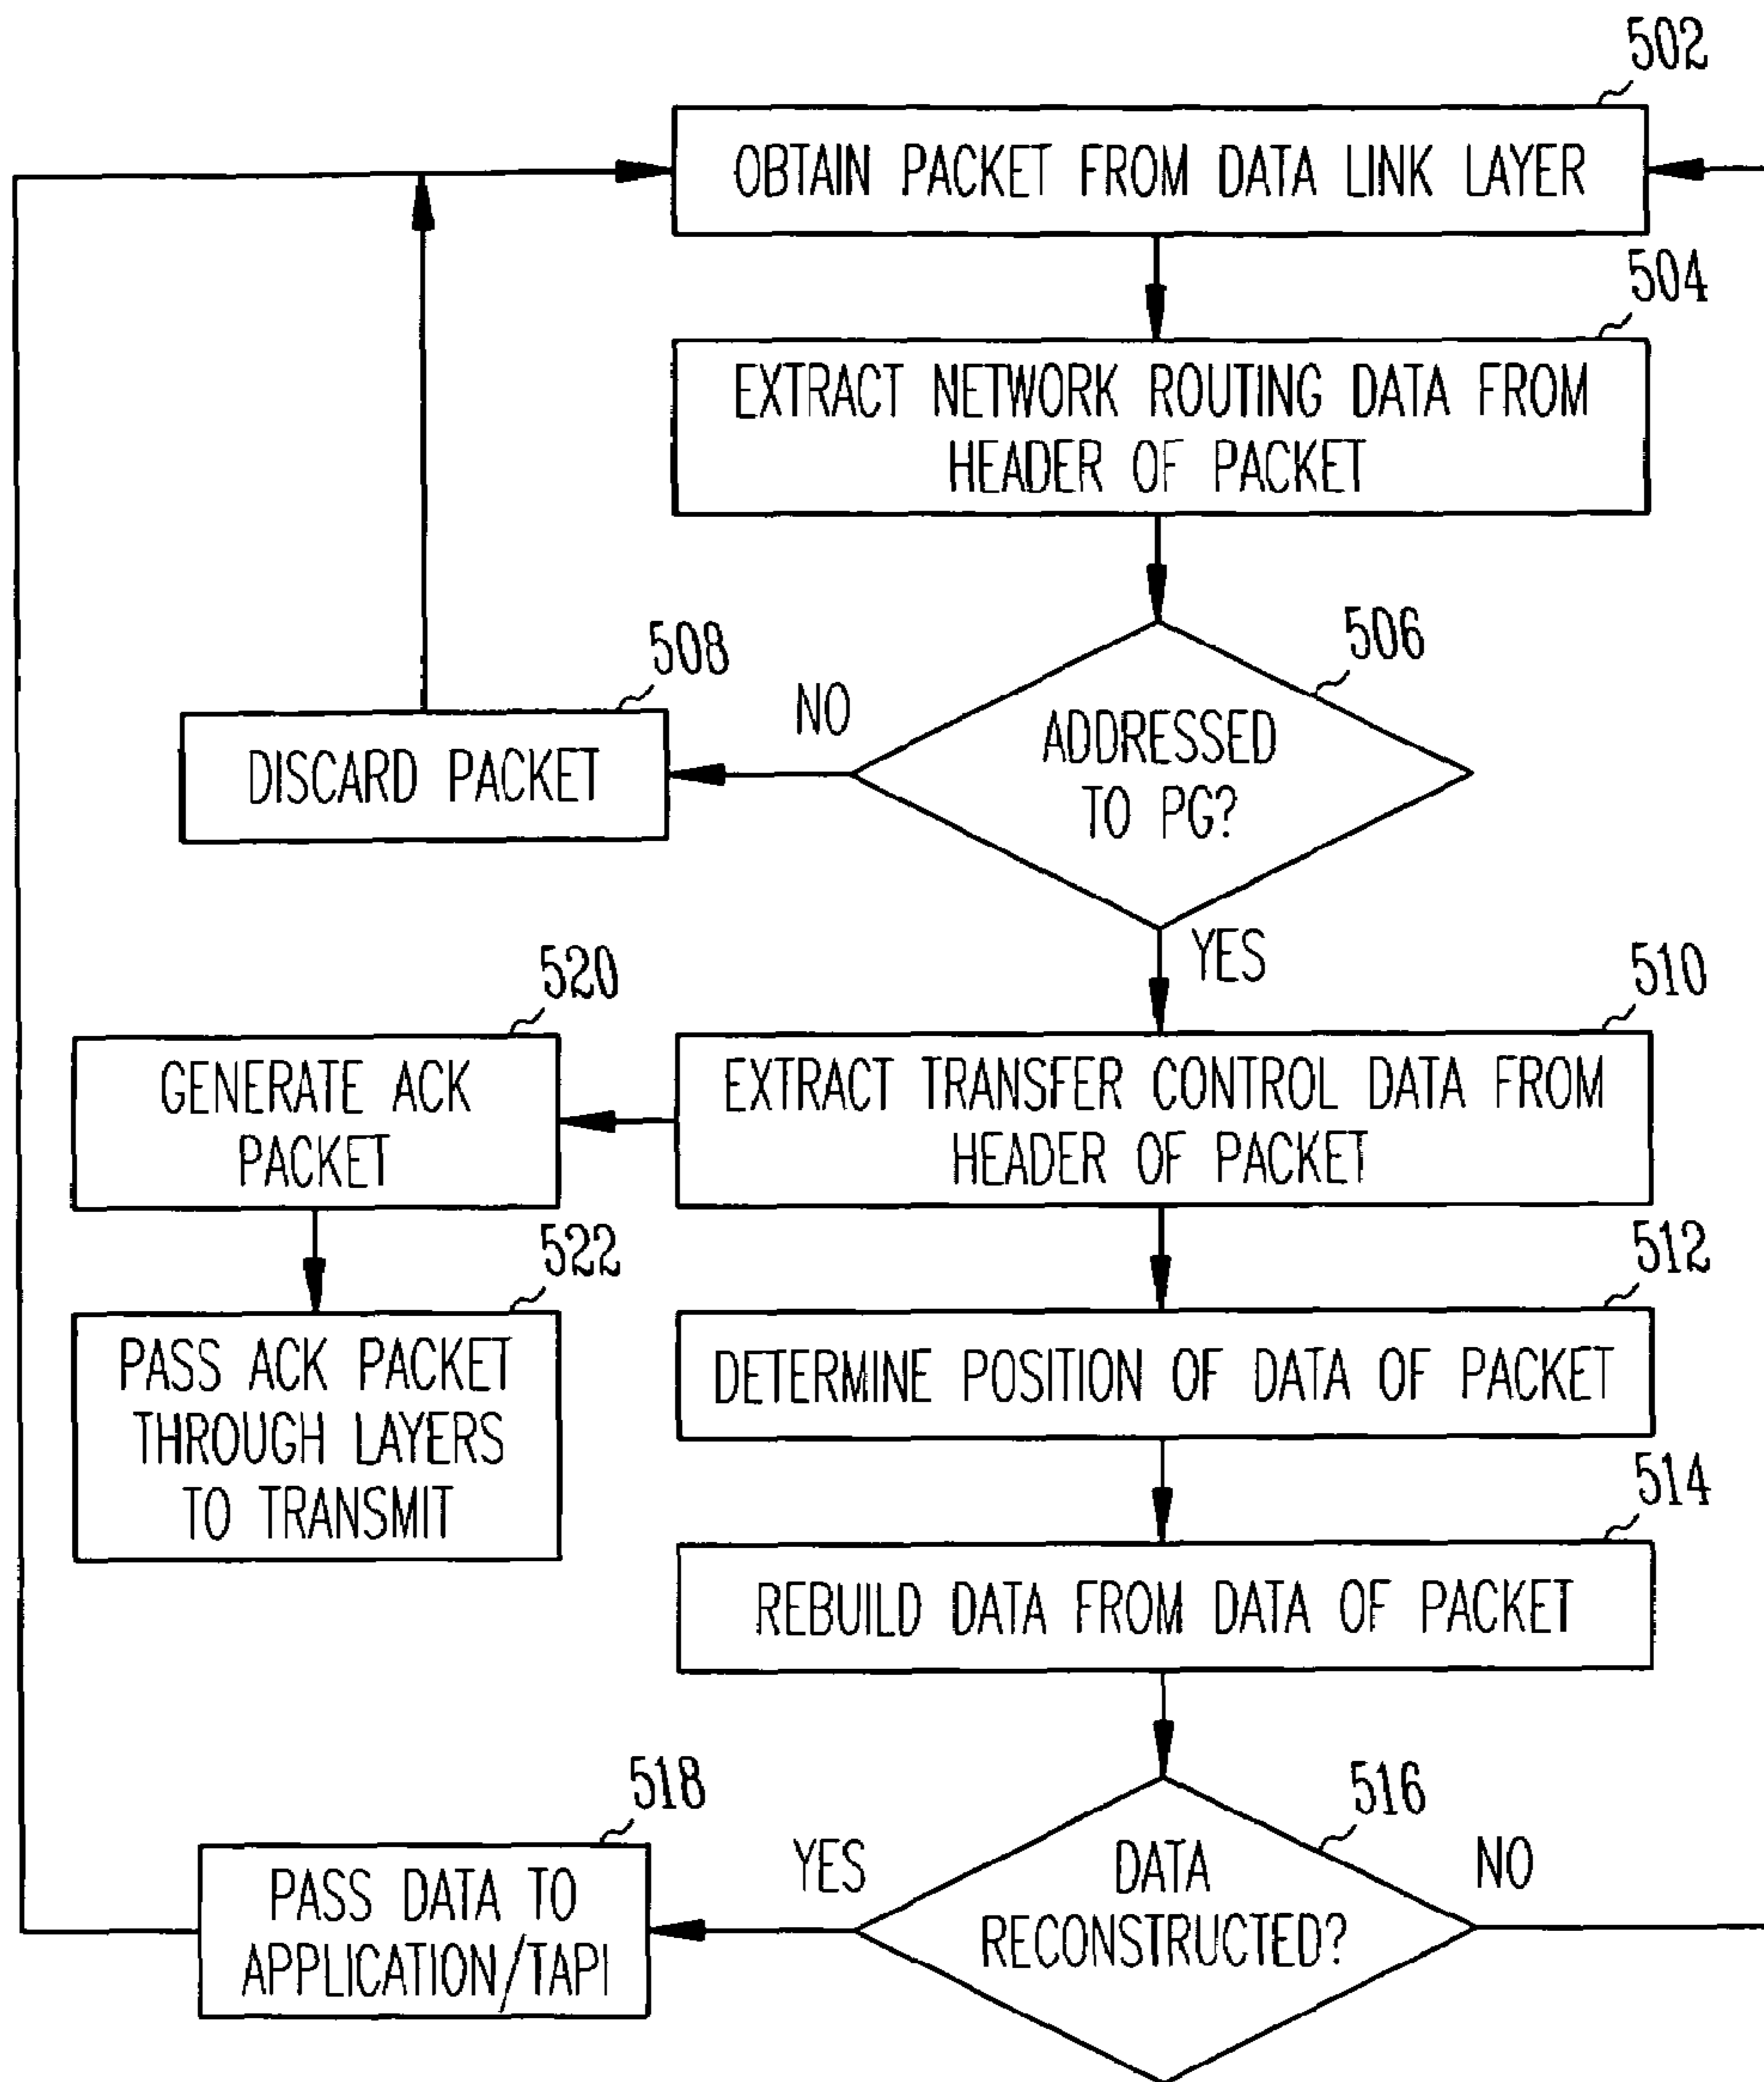 502
OBTAIN PACKET FROM DATA LINK LAYER
504
EXTRACT NETWORK ROUTING DATA FROM
HEADER OF PACKET
506
ADDRESSED
TO PG?
NO
508
DISCARD PACKET
YES
510
EXTRACT TRANSFER CONTROL DATA FROM
HEADER OF PACKET
520
GENERATE ACK
PACKET
522
PASS ACK PACKET
THROUGH LAYERS
TO TRANSMIT
512
DETERMINE POSITION OF DATA OF PACKET
514
REBUILD DATA FROM DATA OF PACKET
516
DATA
RECONSTRUCTED?
NO
YES
518
PASS DATA TO
APPLICATION/TAPI